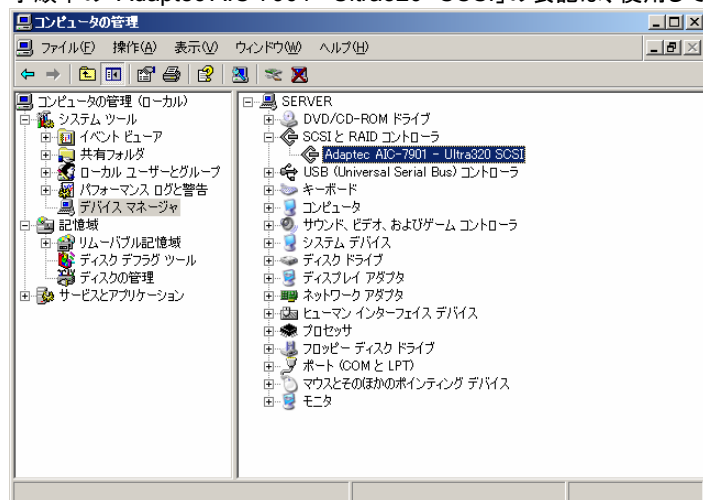 コンピュータの管理
ファイル(F) 操作(A) 表示(V) ウィンドウ(W) ヘルプ(H)
コンピュータの管理 (ローカル)
システム ツール
イベント ビューア
共有フォルダ
ローカル ユーザーとグループ
パフォーマンス ログと警告
デバイス マネージャ
記憶域
リムーバブル記憶域
ディスク デフラグ ツール
ディスクの管理
サービスとアプリケーション
SERVER
DVD/CD-ROM ドライブ
SCSI と RAID コントローラ
Adaptec AIC-7901 - Ultra320 SCSI
USB (Universal Serial Bus) コントローラ
キーボード
コンピュータ
サウンド、ビデオ、およびゲーム コントローラ
システム デバイス
ディスク ドライブ
ディスプレイ アダプタ
ネットワーク アダプタ
ヒューマン インターフェイス デバイス
プロセッサ
フロッピー ディスク ドライブ
ポート (COM と LPT)
マウスとそのほかのポインティング デバイス
モニタ